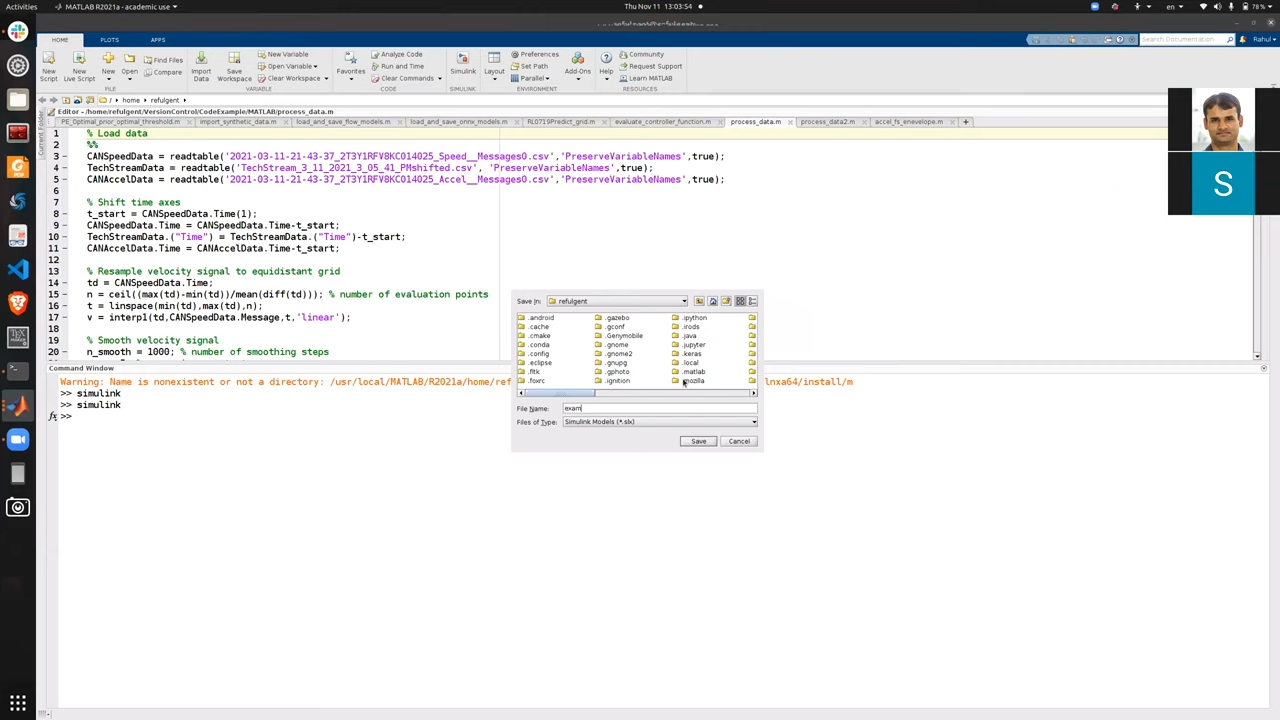 Activities
MATLAB R2021a - academic use
Thu Nov 11 13:03:54
en
78 %
HOME
PLOTS
APPS
Search Documentation
Rahul
New Script
New Live Script
New
Open
Find Files
Compare
Import Data
Save Workspace
New Variable
Open Variable
Clear Workspace
Favorites
Analyze Code
Run and Time
Clear Commands
Simulink
Layout
Preferences
Set Path
Parallel
Add-Ons
Help
Community
Request Support
Learn MATLAB
FILE
VARIABLE
CODE
SIMULINK
ENVIRONMENT
RESOURCES
/ home refulgent
Current Folder
Editor - /home/refulgent/VersionControl/CodeExample/MATLAB/process_data.m
PE_Optimal_prior_optimal_threshold.m
import_synthetic_data.m
load_and_save_flow_models.m
load_and_save_onnx_models.m
RL0719Predict_grid.m
evaluate_controller_function.m
process_data.m
process_data2.m
accel_fs_enevelope.m
1 % Load data
2 %%
3 CANSpeedData = readtable('2021-03-11-21-43-37_2T3Y1RFV8KC014025_Speed__Messages0.csv','PreserveVariableNames',true);
4 TechStreamData = readtable('TechStream_3_11_2021_3_05_41_PMshifted.csv', 'PreserveVariableNames',true);
5 CANAccelData = readtable('2021-03-11-21-43-37_2T3Y1RFV8KC014025_Accel__Messages0.csv','PreserveVariableNames',true);
6
7 % Shift time axes
8 t_start = CANSpeedData.Time(1);
9 CANSpeedData.Time = CANSpeedData.Time-t_start;
10 TechStreamData.("Time") = TechStreamData.("Time")-t_start;
11 CANAccelData.Time = CANAccelData.Time-t_start;
12
13 % Resample velocity signal to equidistant grid
14 td = CANSpeedData.Time;
15 n = ceil((max(td)-min(td))/mean(diff(td))); % number of evaluation points
16 t = linspace(min(td),max(td),n);
17 v = interp1(td,CANSpeedData.Message,t,'linear');
18
19 % Smooth velocity signal
20 n_smooth = 1000; % number of smoothing steps
S
Save In: refulgent
.android
.cache
.cmake
.conda
.config
.eclipse
.fltk
.foxrc
.gazebo
.gconf
.Genymobile
.gnome
.gnome2
.gnupg
.gphoto
.ignition
.ipython
.irods
.java
.jupyter
.keras
.local
.matlab
File Name: exam
Files of Type: Simulink Models (*.slx)
Save
Cancel
Command Window
Warning: Name is nonexistent or not a directory: /usr/local/MATLAB/R2021a/home/ref
lnxa64/install/m
>> simulink
>> simulink
fx >>